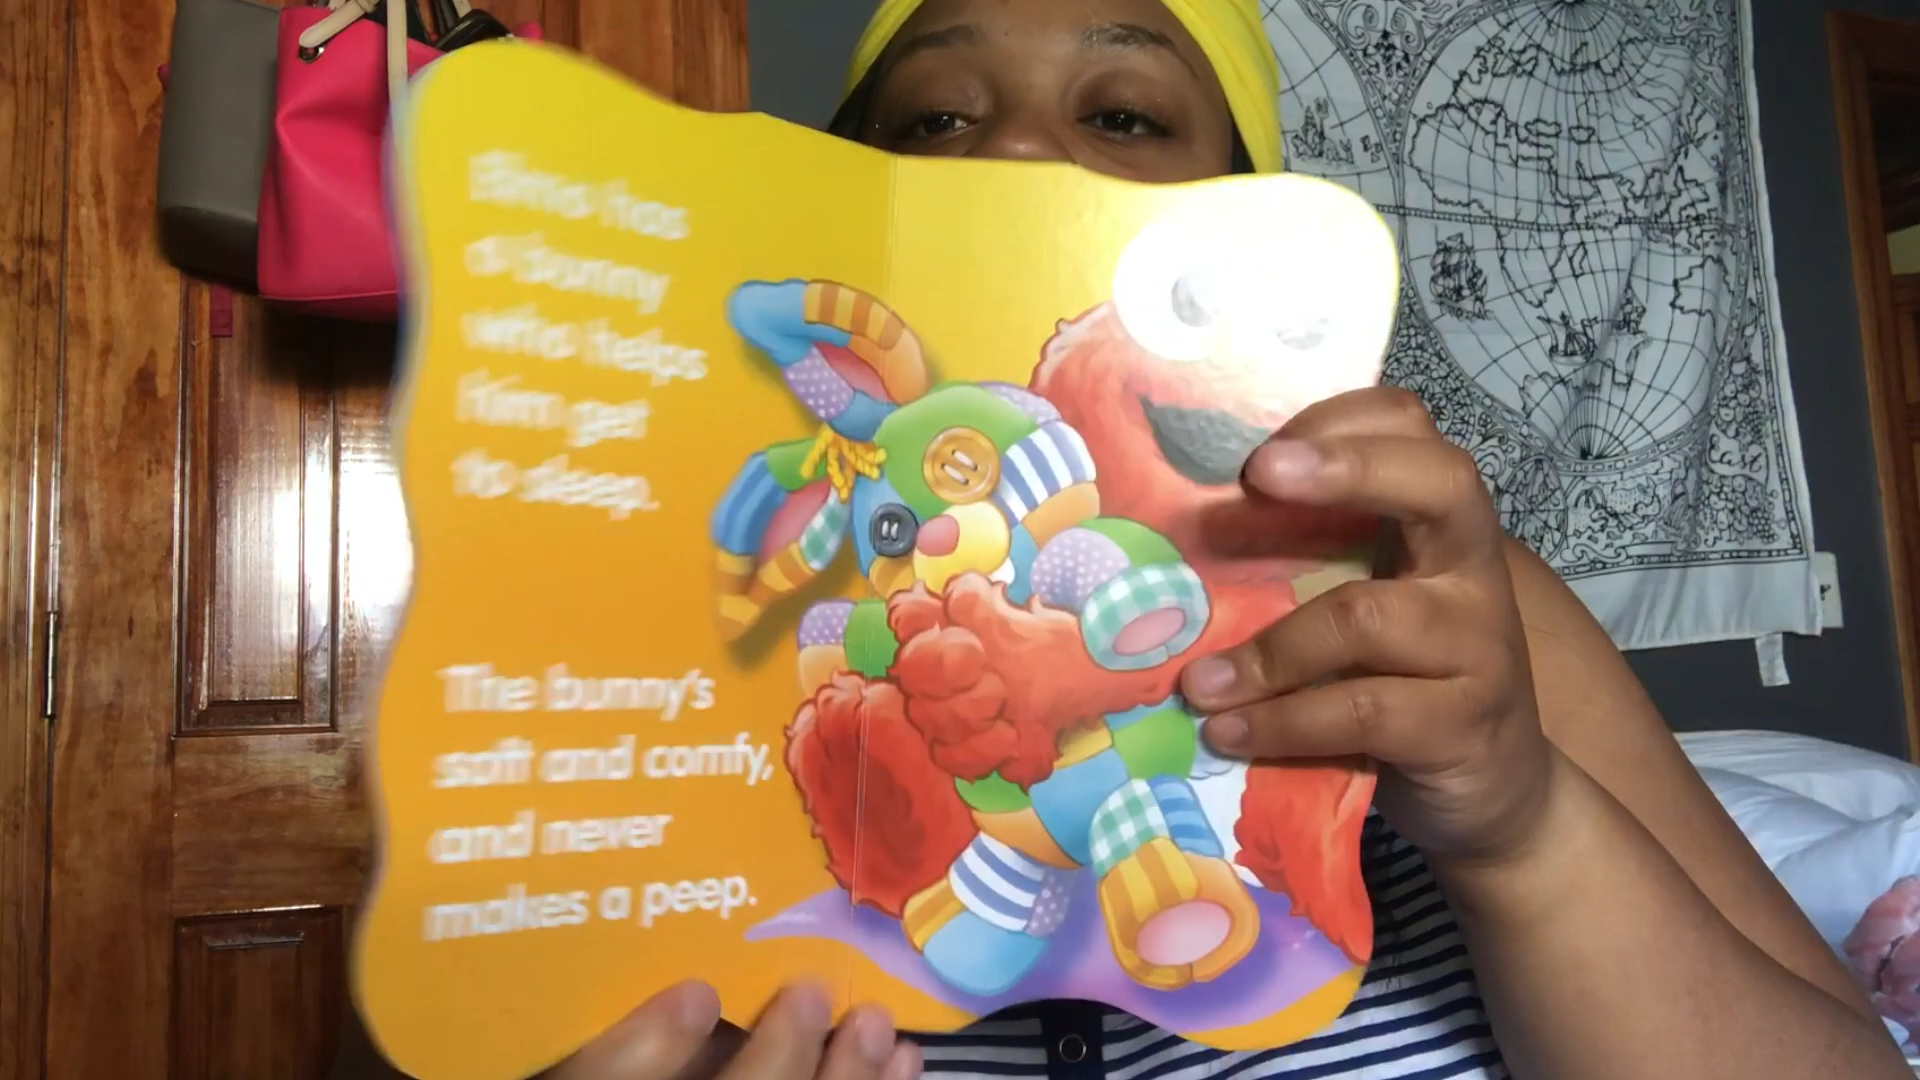 Elmo has
a bunny
who helps
him get
to sleep.
The bunny's
soft and comfy,
and never
makes a peep.